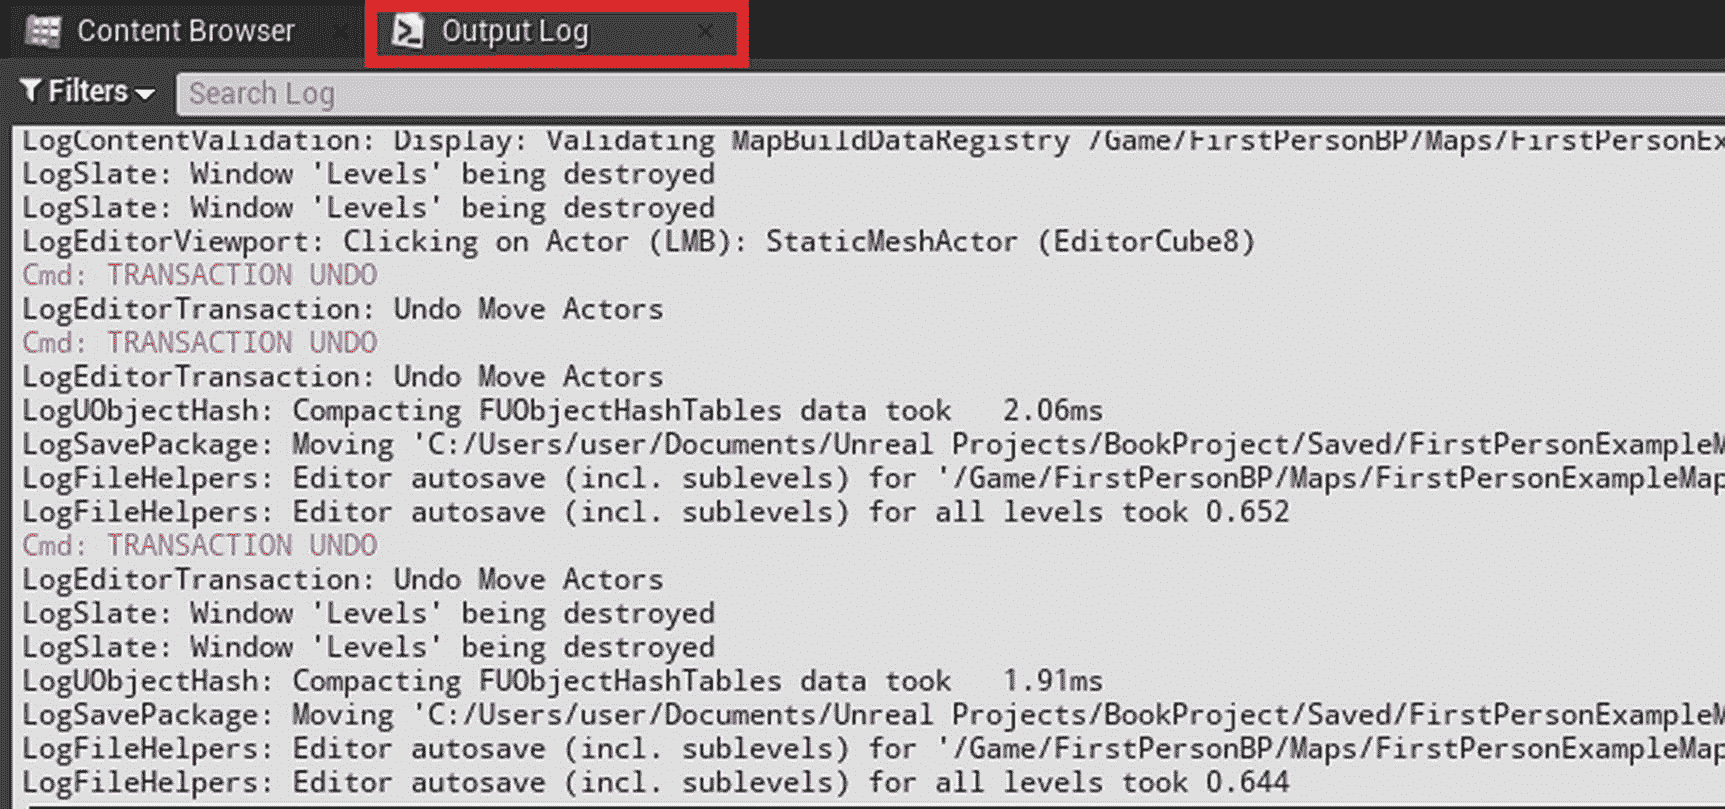 Content Browser
Output Log
Filters
Search Log
LogContentValidation: Display: Validating MapBuildDataRegistry /Game/FirstPersonBP/Maps/FirstPersonEx
LogSlate: Window 'Levels' being destroyed
LogSlate: Window 'Levels' being destroyed
LogEditorViewport: Clicking on Actor (LMB): StaticMeshActor (EditorCube8)
Cmd: TRANSACTION UNDO
LogEditorTransaction: Undo Move Actors
Cmd: TRANSACTION UNDO
LogEditorTransaction: Undo Move Actors
LogUObjectHash: Compacting FUObjectHashTables data took   2.06ms
LogSavePackage: Moving 'C:/Users/user/Documents/Unreal Projects/BookProject/Saved/FirstPersonExampleM
LogFileHelpers: Editor autosave (incl. sublevels) for '/Game/FirstPersonBP/Maps/FirstPersonExampleMap
LogFileHelpers: Editor autosave (incl. sublevels) for all levels took 0.652
Cmd: TRANSACTION UNDO
LogEditorTransaction: Undo Move Actors
LogSlate: Window 'Levels' being destroyed
LogSlate: Window 'Levels' being destroyed
LogUObjectHash: Compacting FUObjectHashTables data took   1.91ms
LogSavePackage: Moving 'C:/Users/user/Documents/Unreal Projects/BookProject/Saved/FirstPersonExampleM
LogFileHelpers: Editor autosave (incl. sublevels) for '/Game/FirstPersonBP/Maps/FirstPersonExampleMap
LogFileHelpers: Editor autosave (incl. sublevels) for all levels took 0.644